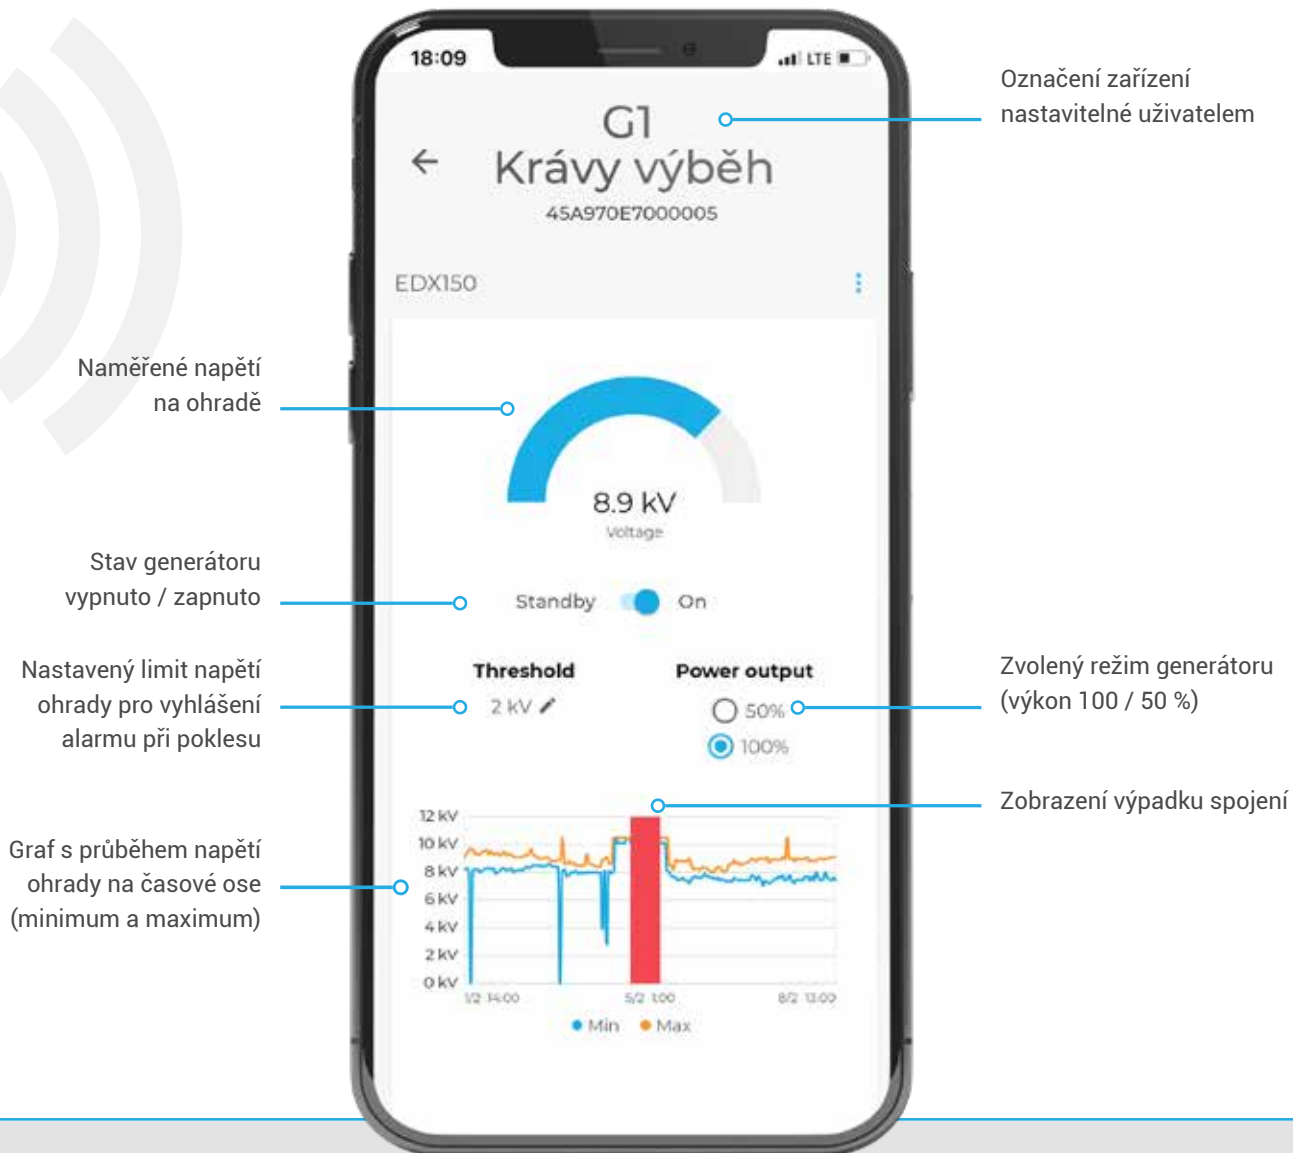 18:09
LTE
Označení zařízení
nastavitelné uživatelem
G1
Krávy výběh
45A970E7000005
EDX150
Naměřené napětí
na ohradě
8.9 kV
Voltage
Stav generátoru
vypnuto / zapnuto
Standby On
Nastavený limit napětí
ohrady pro vyhlášení
alarmu při poklesu
Threshold
2 kV
Power output
50%
100%
Zvolený režim generátoru
(výkon 100 / 50 %)
Zobrazení výpadku spojení
Graf s průběhem napětí
ohrady na časové ose
(minimum a maximum)
12 kV
10 kV
8 kV
6 kV
4 kV
2 kV
0 kV
1/2 14:00 5/2 1:00 8/2 13:00
Min Max